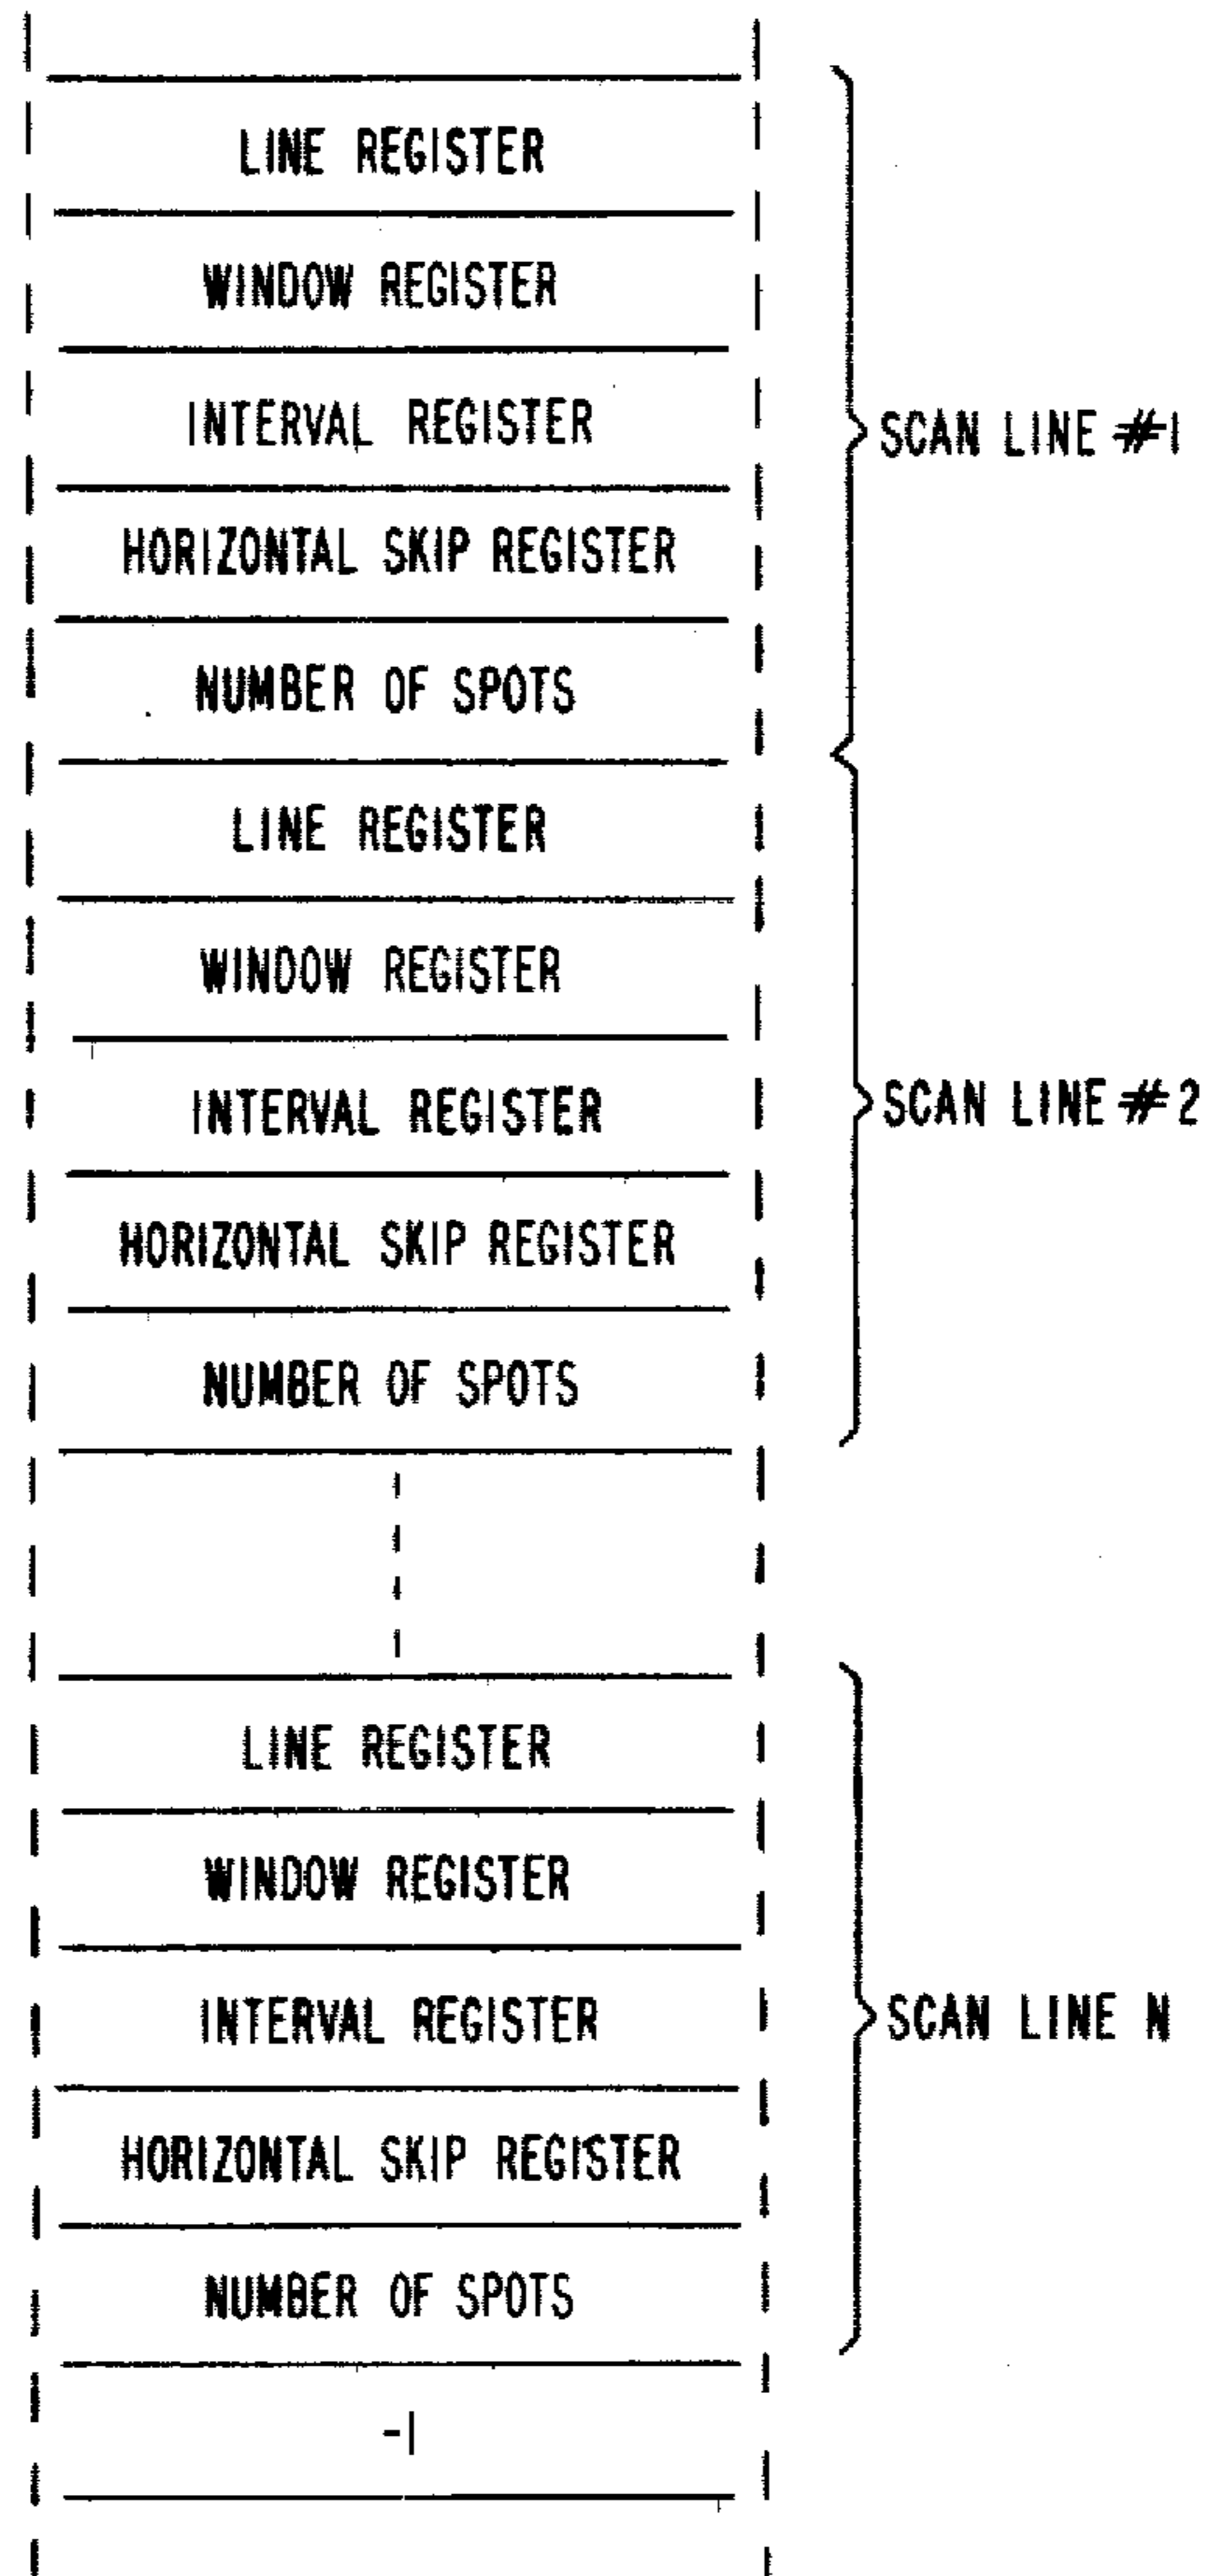 LINE REGISTER
WINDOW REGISTER
INTERVAL REGISTER
SCAN LINE #1
HORIZONTAL SKIP REGISTER
NUMBER OF SPOTS
LINE REGISTER
WINDOW REGISTER
INTERVAL REGISTER
SCAN LINE #2
HORIZONTAL SKIP REGISTER
NUMBER OF SPOTS
LINE REGISTER
WINDOW REGISTER
INTERVAL REGISTER
SCAN LINE N
HORIZONTAL SKIP REGISTER
NUMBER OF SPOTS
-1